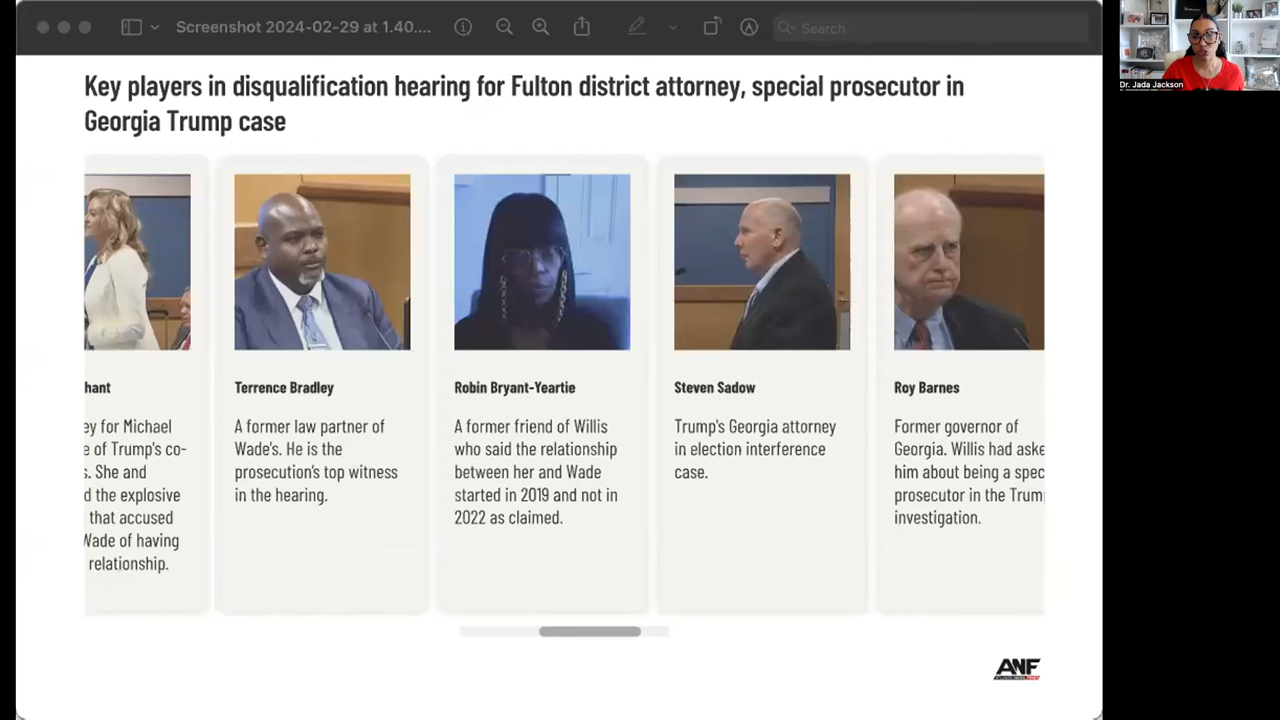 Screenshot 2024-02-29 at 1.40....
Search
Dr. Jada Jackson
Key players in disqualification hearing for Fulton district attorney, special prosecutor in
Georgia Trump case
hant
ey for Michael
e of Trump's co-
s. She and
d the explosive
that accused
Wade of having
relationship.
Terrence Bradley
A former law partner of
Wade's. He is the
prosecution's top witness
in the hearing.
Robin Bryant-Yeartie
A former friend of Willis
who said the relationship
between her and Wade
started in 2019 and not in
2022 as claimed.
Steven Sadow
Trump's Georgia attorney
in election interference
case.
Roy Barnes
Former governor of
Georgia. Willis had aske
him about being a spec
prosecutor in the Trum
investigation.
ANF
ATLANTA NEWS FIRST